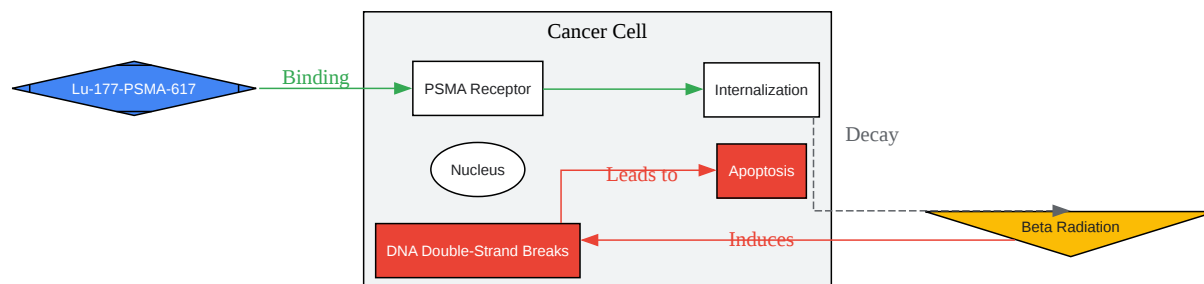 Cancer Cell
Lu-177-PSMA-617
Binding
PSMA Receptor
Internalization
Decay
Nucleus
Leads to
Apoptosis
Beta Radiation
Induces
DNA Double-Strand Breaks